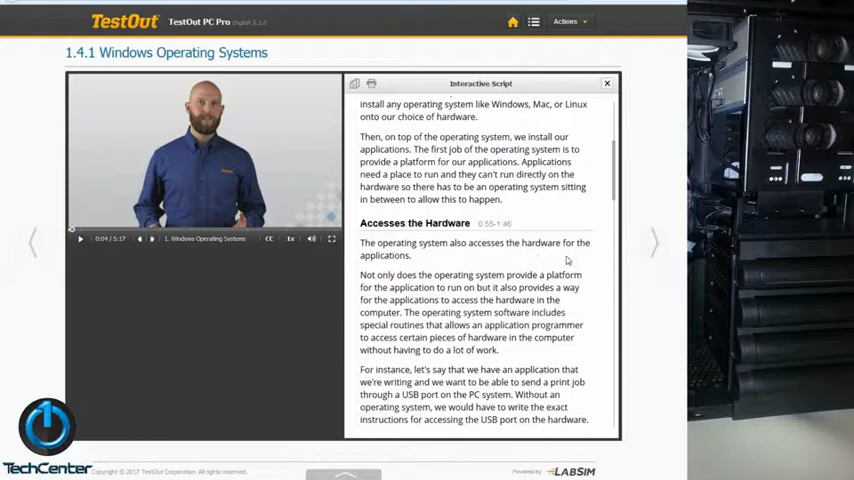 TestOut TestOut PC Pro English 5.1.0 Actions
1.4.1 Windows Operating Systems
Interactive Script
install any operating system like Windows, Mac, or Linux
onto our choice of hardware.
Then, on top of the operating system, we install our
applications. The first job of the operating system is to
provide a platform for our applications. Applications
need a place to run and they can't run directly on the
hardware so there has to be an operating system sitting
in between to allow this to happen.
Accesses the Hardware 0:55-1:46
The operating system also accesses the hardware for the
applications.
Not only does the operating system provide a platform
for the application to run on but it also provides a way
for the applications to access the hardware in the
computer. The operating system software includes
special routines that allows an application programmer
to access certain pieces of hardware in the computer
without having to do a lot of work.
For instance, let's say that we have an application that
we're writing and we want to be able to send a print job
through a USB port on the PC system. Without an
operating system, we would have to write the exact
instructions for accessing the USB port on the hardware.
0:04 / 5:17 1. Windows Operating Systems CC 1x
TechCenter
Copyright © 2017 TestOut Corporation. All rights reserved.
Powered by LABSIM